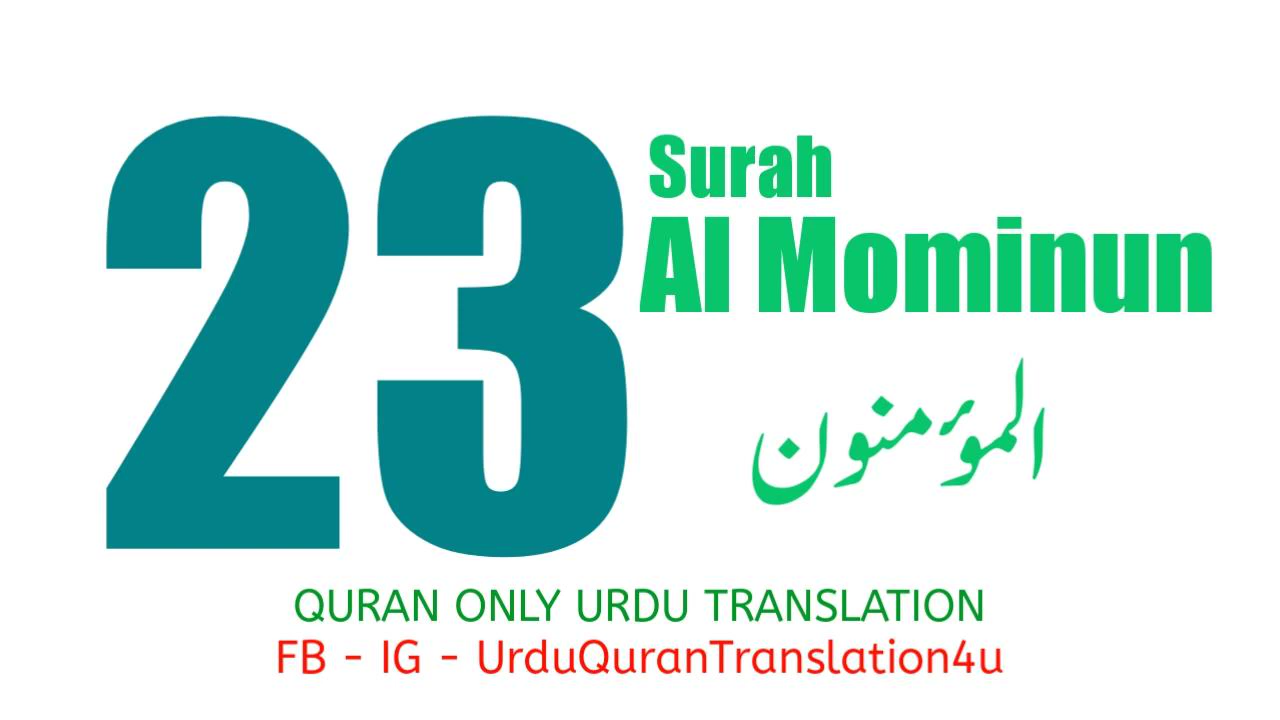 23
Surah
Al Mominun
المؤمنون
QURAN ONLY URDU TRANSLATION
FB - IG - UrduQuranTranslation4u